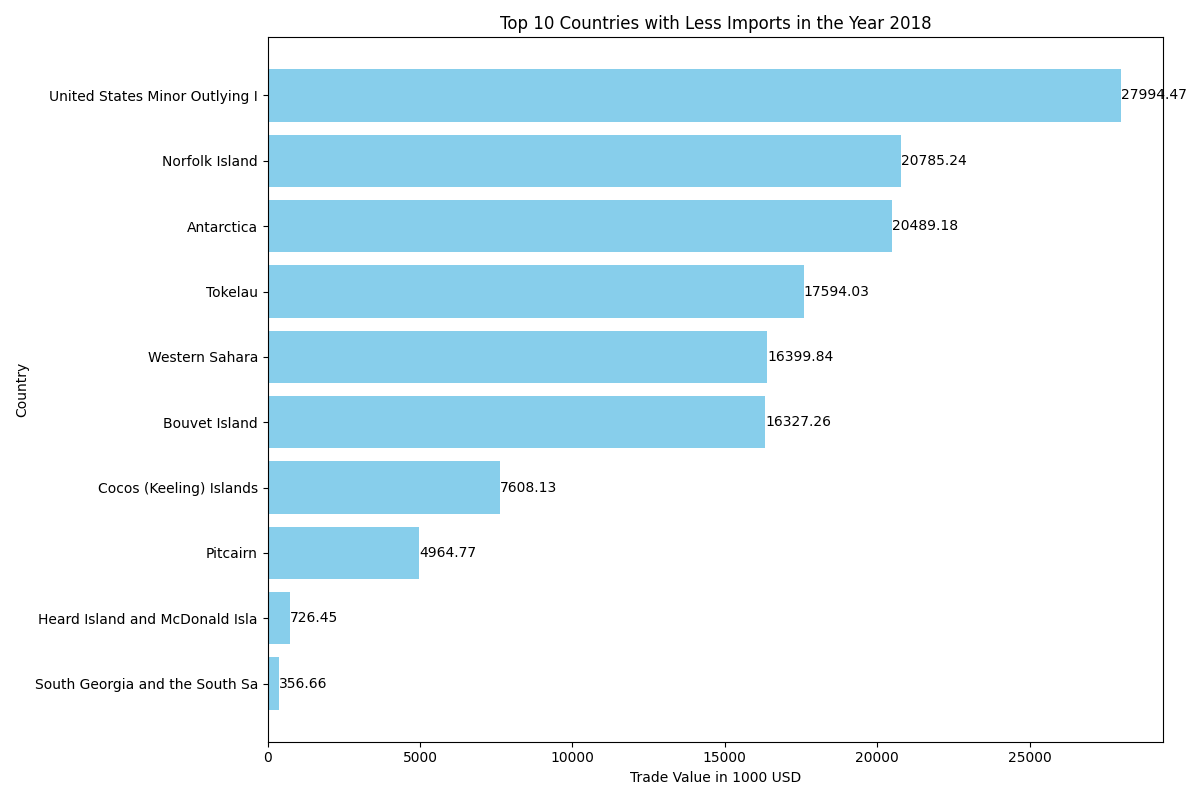 Top 10 Countries with Less Imports in the Year 2018
Country
United States Minor Outlying I 27994.47
Norfolk Island 20785.24
Antarctica 20489.18
Tokelau 17594.03
Western Sahara 16399.84
Bouvet Island 16327.26
Cocos (Keeling) Islands 7608.13
Pitcairn 4964.77
Heard Island and McDonald Isla 726.45
South Georgia and the South Sa 356.66
0 5000 10000 15000 20000 25000
Trade Value in 1000 USD